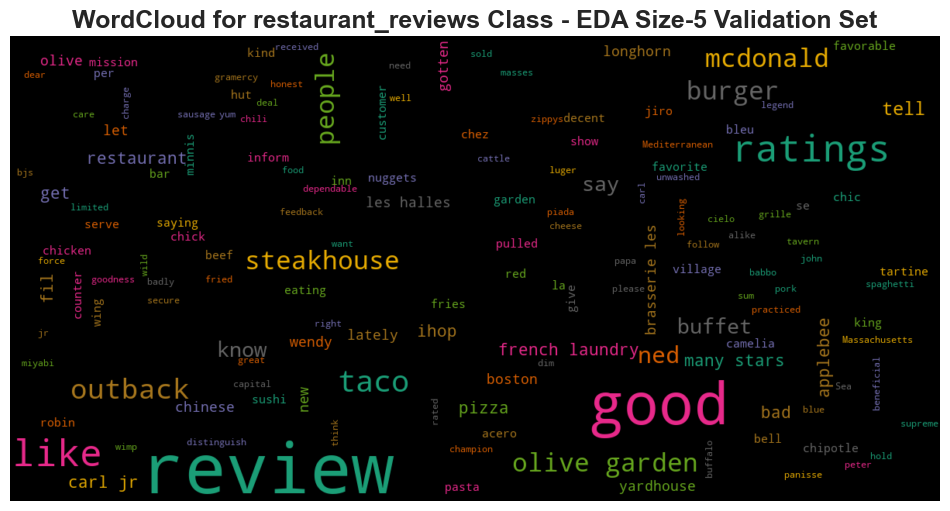 WordCloud for restaurant_reviews Class - EDA Size-5 Validation Set
received
kind
olive mission
dear
per
gramercy
honest
hut
deal
care
charge
sausage yum
chili
let
people
customer
need
well
gotten
sold
masses
longhorn
mcdonald
favorable
burger
legend
tell
zippys
decent
jiro
chez
show
bleu
Mediterranean
ratings
restaurant
minnis
inform
bar
food
cattle
bjs
get
inn
nuggets
dependable
luger
favorite
unwashed
say
carl
chic
limited
les halles
garden
piada
looking
cielo
grille
se
serve
saying
feedback
cheese
chick
want
pulled
follow
alike
tavern
chicken
force
wild
beef
steakhouse
papa
brasserie les
john
goodness
badly
fried
red
la
village
babbo
tartine
spaghetti
fil
counter
wing
secure
eating
fries
give
please
sum
pork
practiced
jr
right
lately
ihop
buffet
king
know
wendy
great
french laundry
ned
camelia
Massachusetts
applebee
miyabi
dim
many stars
outback
capital
taco
boston
Sea
beneficial
chinese
sushi
new
rated
pizza
good
bad
blue
supreme
robin
think
acero
bell
like
wimp
distinguish
champion
buffalo
chipotle
hold
review
olive garden
peter
carl jr
pasta
yardhouse
panisse